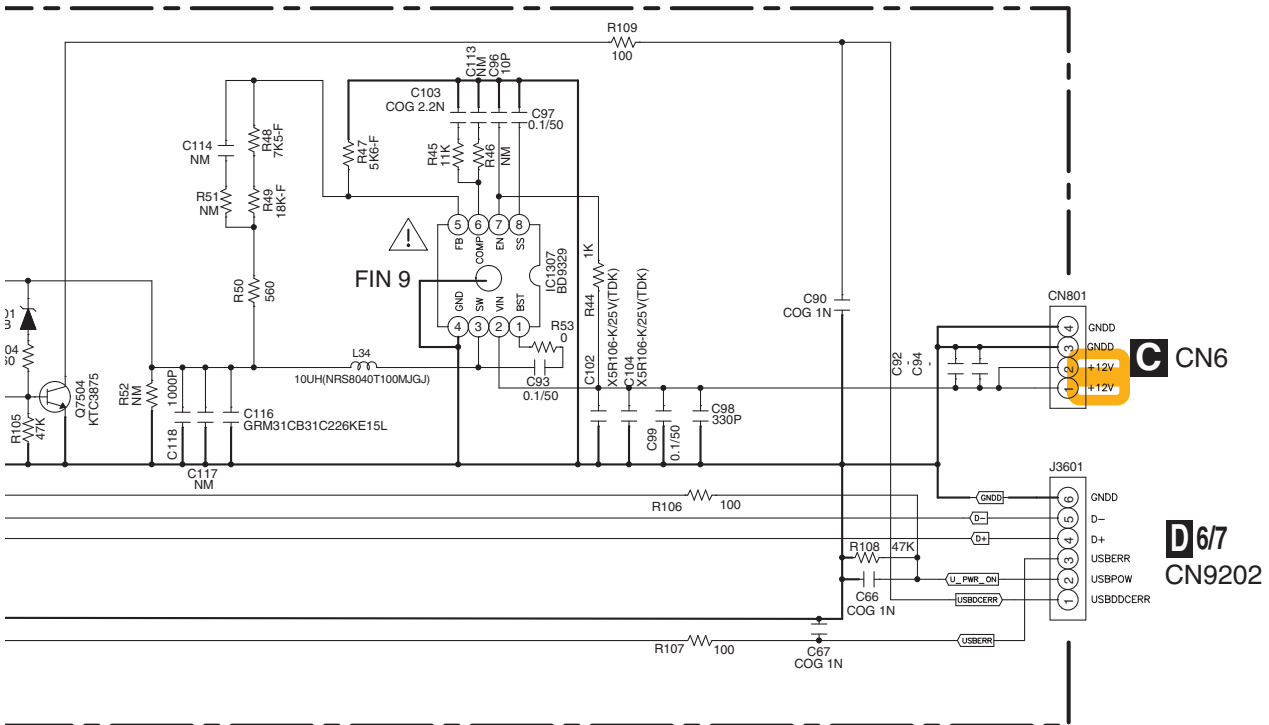 R109
100
C113
NM
C96
10P
C103
COG 2.2N
C97
0.1/50
C114
NM
R48
7K5-F
R47
5K6-F
R45
11K
R46
NM
R51
NM
R49
18K-F
5
6
7
8
FB
COMP
EN
SS
FIN 9
IC1307
BD9329
1K
R44
R50
560
GND
SW
VIN
BST
4
3
2
1
R53
0
X5R106-K/25V(TDK)
X5R106-K/25V(TDK)
C90
COG 1N
CN801
4
GNDD
3
GNDD
2
+12V
1
+12V
C CN6
C92
-
C94
-
L34
10UH(NRS8040T100MJGJ)
C93
0.1/50
C102
C104
C99
0.1/50
C98
330P
Q7504
KTC3875
R105
47K
R52
NM
1000P
C118
C116
GRM31CB31C226KE15L
C117
NM
J3601
R106
100
GNDD
6
GNDD
D-
5
D-
D+
4
D+
D 6/7
CN9202
R108
47K
3
USBERR
U_PWR_ON
2
USBPOW
C66
COG 1N
USBDCERR
1
USBDDCERR
R107
100
C67
COG 1N
USBERR